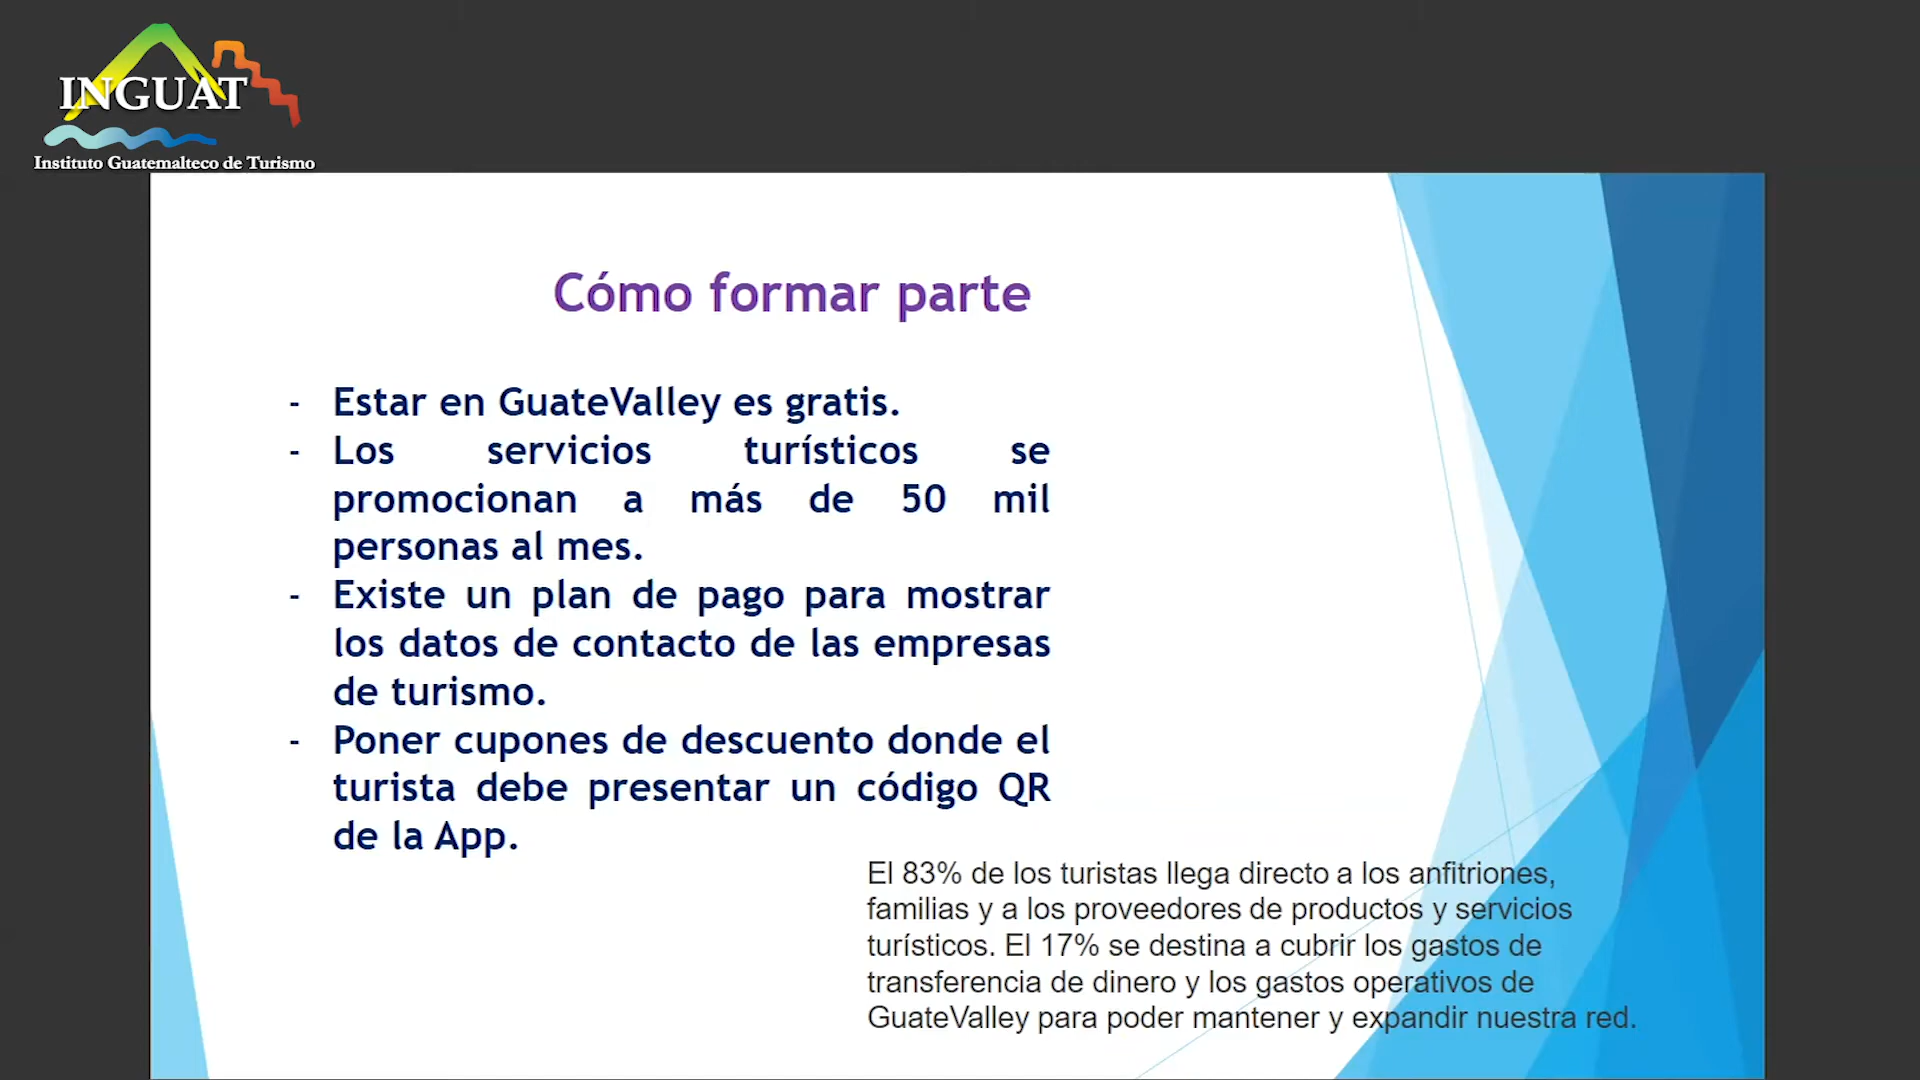 INGUAT
Instituto Guatemalteco de Turismo
Cómo formar parte
- Estar en GuateValley es gratis.
- Los servicios turísticos se
promocionan a más de 50 mil
personas al mes.
- Existe un plan de pago para mostrar
los datos de contacto de las empresas
de turismo.
- Poner cupones de descuento donde el
turista debe presentar un código QR
de la App.
El 83% de los turistas llega directo a los anfitriones,
familias y a los proveedores de productos y servicios
turísticos. El 17% se destina a cubrir los gastos de
transferencia de dinero y los gastos operativos de
GuateValley para poder mantener y expandir nuestra red.